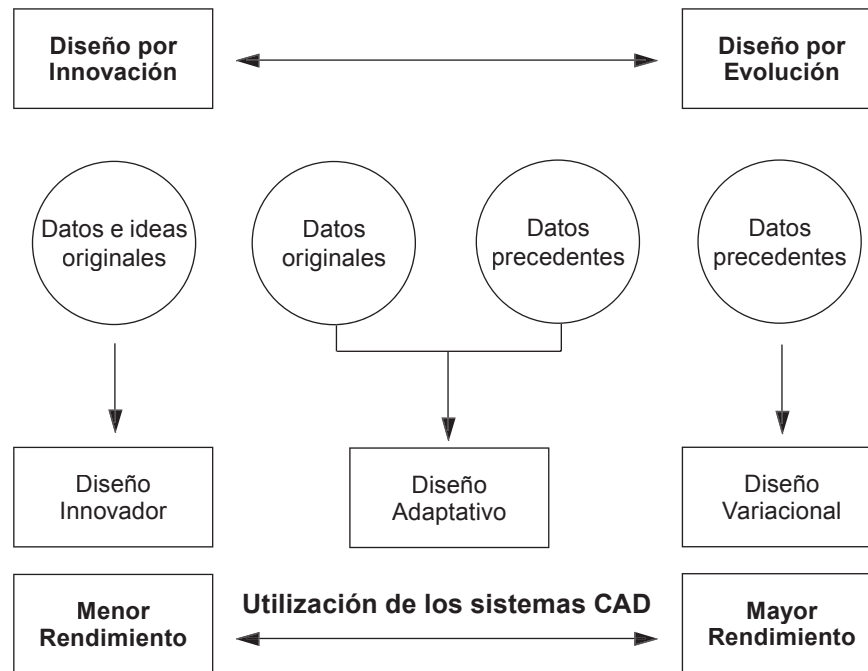 Diseño por
Innovación
Diseño por
Evolución
Datos e ideas
originales
Datos
originales
Datos
precedentes
Datos
precedentes
Diseño
Innovador
Diseño
Adaptativo
Diseño
Variacional
Menor
Rendimiento
Utilización de los sistemas CAD
Mayor
Rendimiento